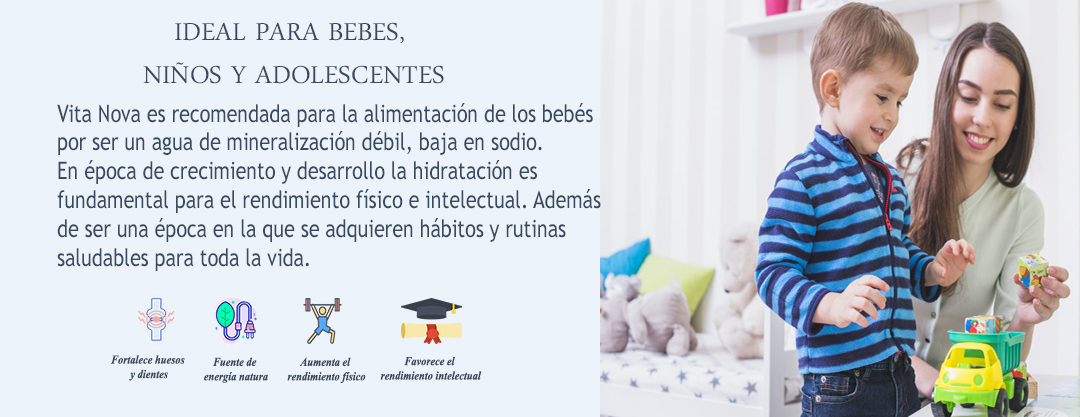 IDEAL PARA BEBES,
NIÑOS Y ADOLESCENTES
Vita Nova es recomendada para la alimentación de los bebés
por ser un agua de mineralización débil, baja en sodio.
En época de crecimiento y desarrollo la hidratación es
fundamental para el rendimiento físico e intelectual. Además
de ser una época en la que se adquieren hábitos y rutinas
saludables para toda la vida.
Fortalece huesos
y dientes
Fuente de
energía natura
Aumenta el
rendimiento físico
Favorece el
rendimiento intelectual